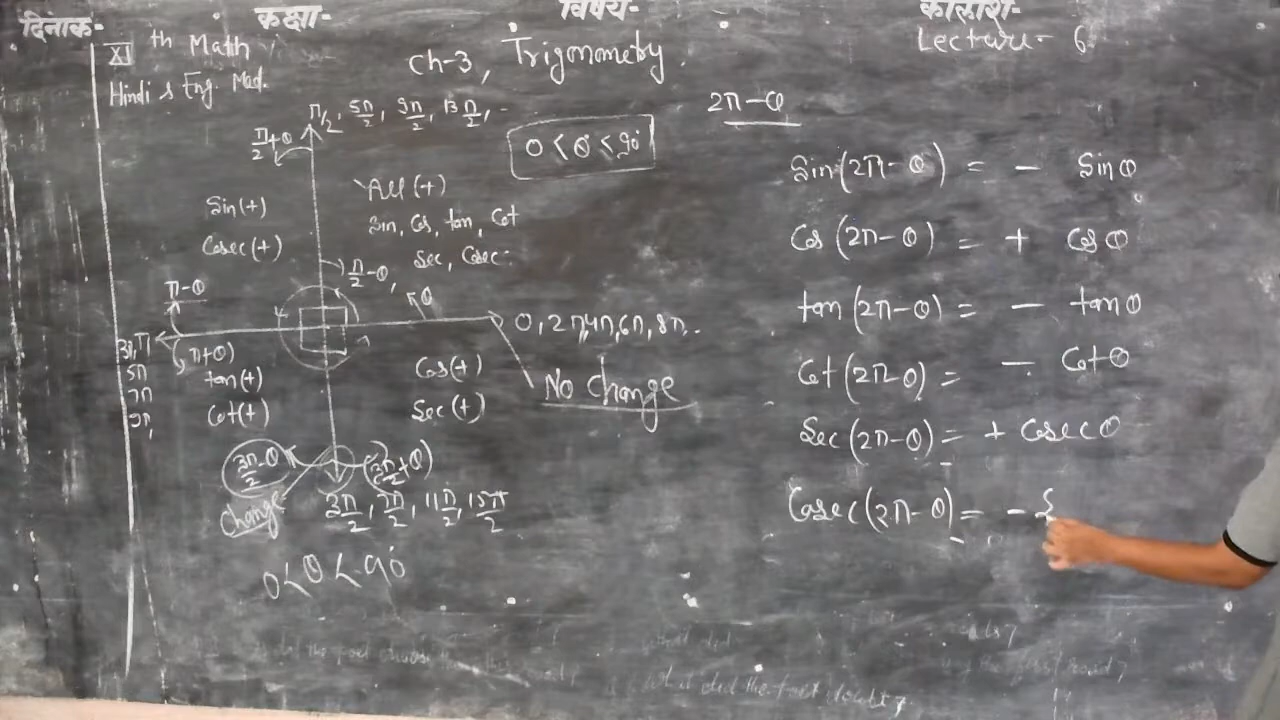 दिनांक- कक्षा- विषय- कालांश-
XI th Math
Hindi & Eng. Med.
Ch-3, Trigonometry.
Lecture- 6
π/2, 5π/2, 9π/2, 13π/2, -
π/2+θ
0<θ<90°
Sin(+)
Cosec(+)
All(+)
Sin, Cos, tan, Cot
Sec, Cosec
π/2-θ,
θ
π-θ
0, 2π, 4π, 6π, 8π..
No Change
3π, π
5π
7π
9π,
π+θ)
tan(+)
Cot(+)
Cos(+)
Sec(+)
3π/2-θ
(3π/2+θ)
Change
3π/2, 7π/2, 11π/2, 15π/2
0<θ<90°
2π-θ
Sin(2π-θ) = - Sinθ
Cos(2π-θ) = + Cosθ
tan(2π-θ) = - tanθ
Cot(2π-θ) = - Cotθ
Sec(2π-θ) = + Cosecθ
Cosec(2π-θ) = - S